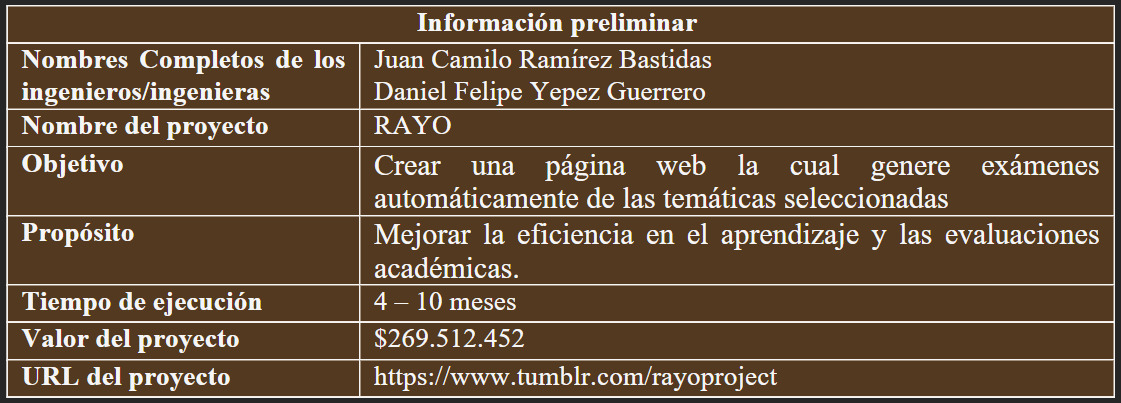 Información preliminar
Nombres Completos de los
ingenieros/ingenieras
Juan Camilo Ramírez Bastidas
Daniel Felipe Yepez Guerrero
Nombre del proyecto
RAYO
Objetivo
Crear una página web la cual genere exámenes
automáticamente de las temáticas seleccionadas
Propósito
Mejorar la eficiencia en el aprendizaje y las evaluaciones
académicas.
Tiempo de ejecución
4 – 10 meses
Valor del proyecto
$269.512.452
URL del proyecto
https://www.tumblr.com/rayoproject